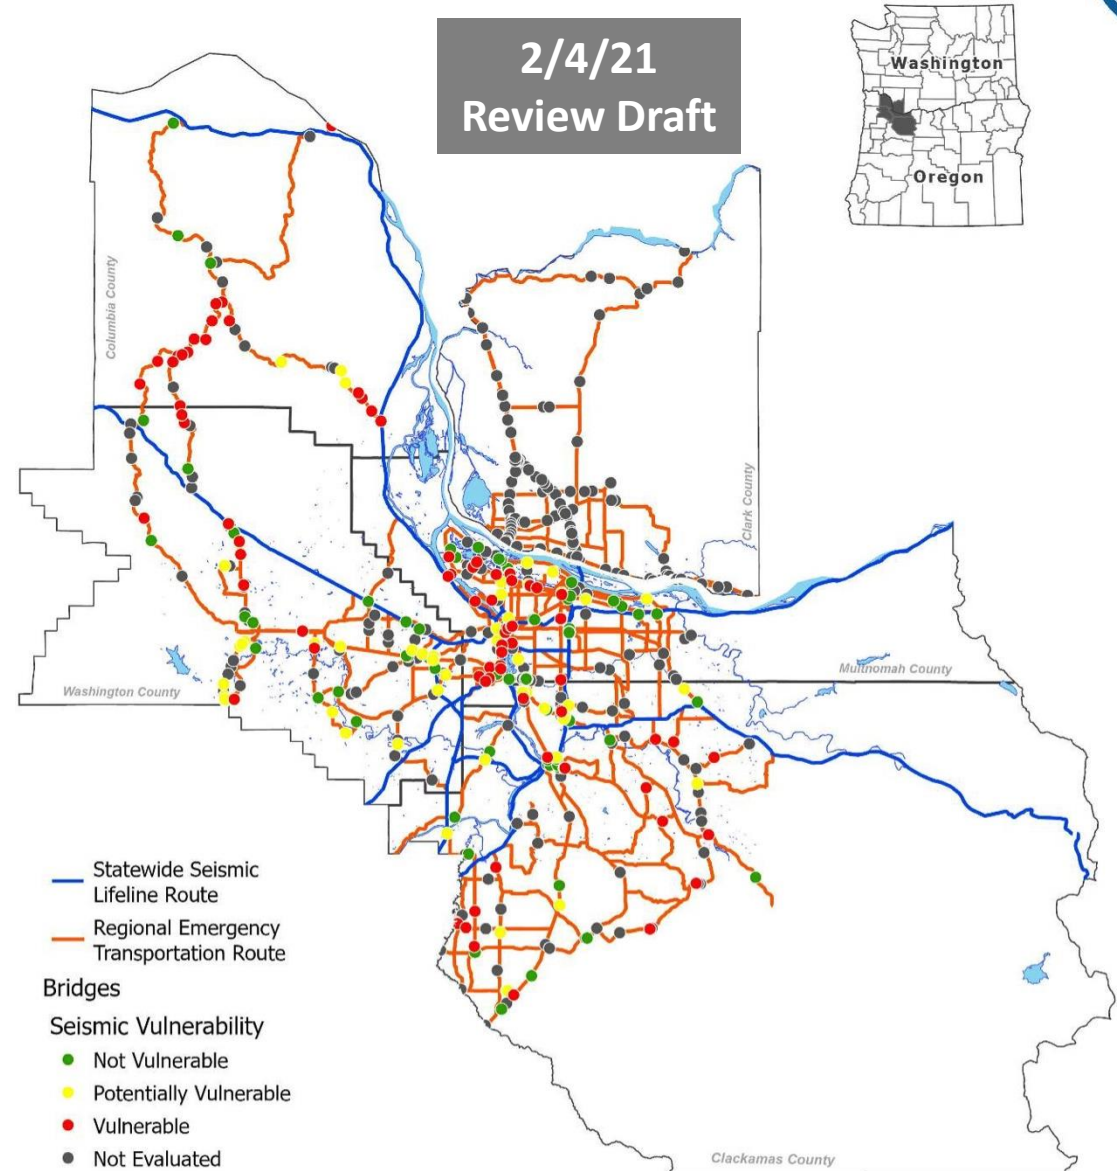 2/4/21
Review Draft
Washington
Oregon
Columbia County
Clark County
Multnomah County
Washington County
Statewide Seismic
Lifeline Route
Regional Emergency
Transportation Route
Bridges
Seismic Vulnerability
Not Vulnerable
Potentially Vulnerable
Vulnerable
Not Evaluated
Clackamas County